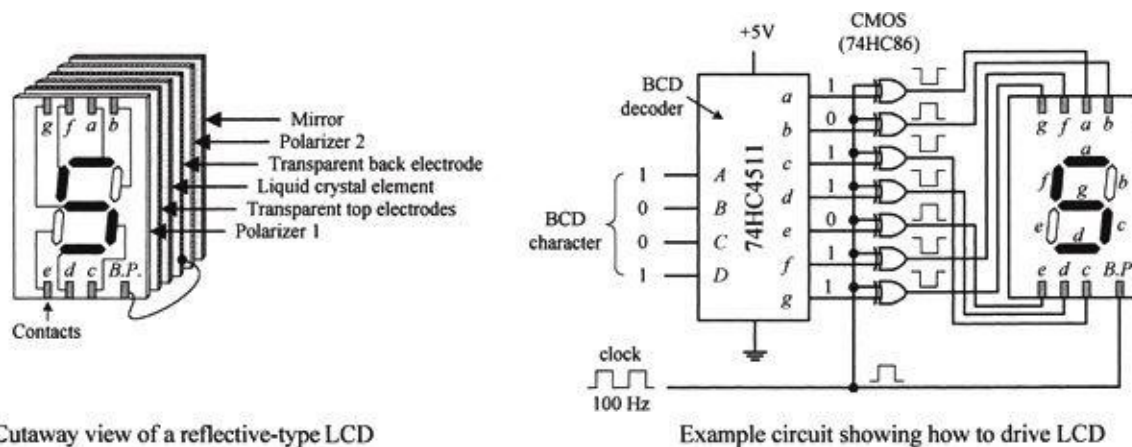 g f a b
Mirror
Polarizer 2
Transparent back electrode
Liquid crystal element
Transparent top electrodes
Polarizer 1
e d c B.P.
Contacts
Cutaway view of a reflective-type LCD
+5V
CMOS
(74HC86)
BCD
decoder
74HC4511
BCD
character
1 A
0 B
0 C
1 D
a 1
b 0
c 1
d 1
e 0
f 1
g 1
clock
100 Hz
g f a b
a
f b
g
e c
d
e d c B.P
Example circuit showing how to drive LCD